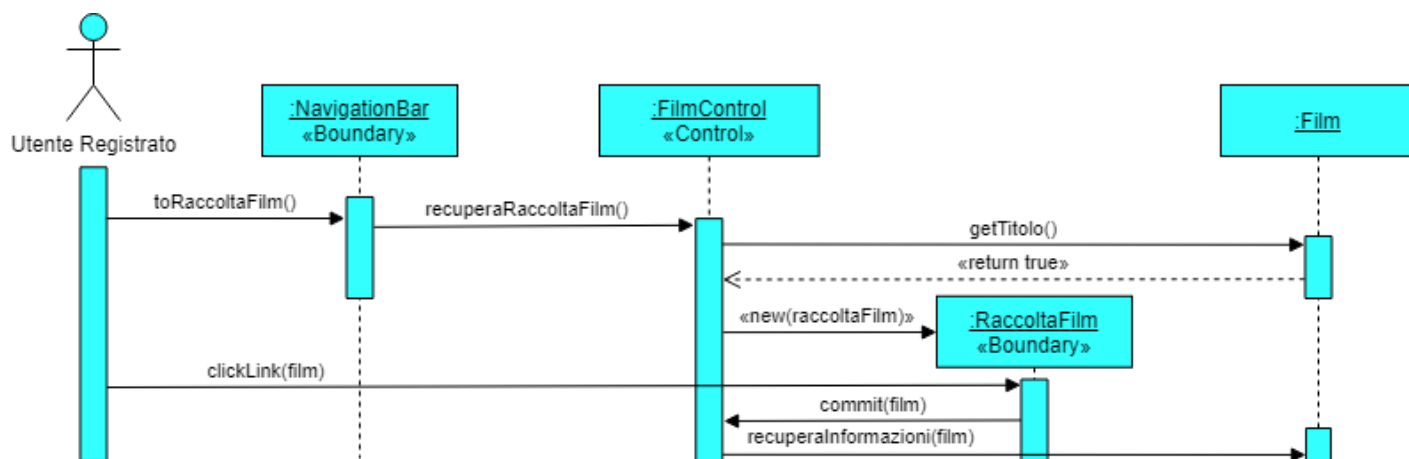 Utente Registrato
:NavigationBar
«Boundary»
:FilmControl
«Control»
:Film
toRaccoltaFilm()
recuperaRaccoltaFilm()
getTitolo()
«return true»
«new(raccoltaFilm)»
:RaccoltaFilm
«Boundary»
clickLink(film)
commit(film)
recuperaInformazioni(film)